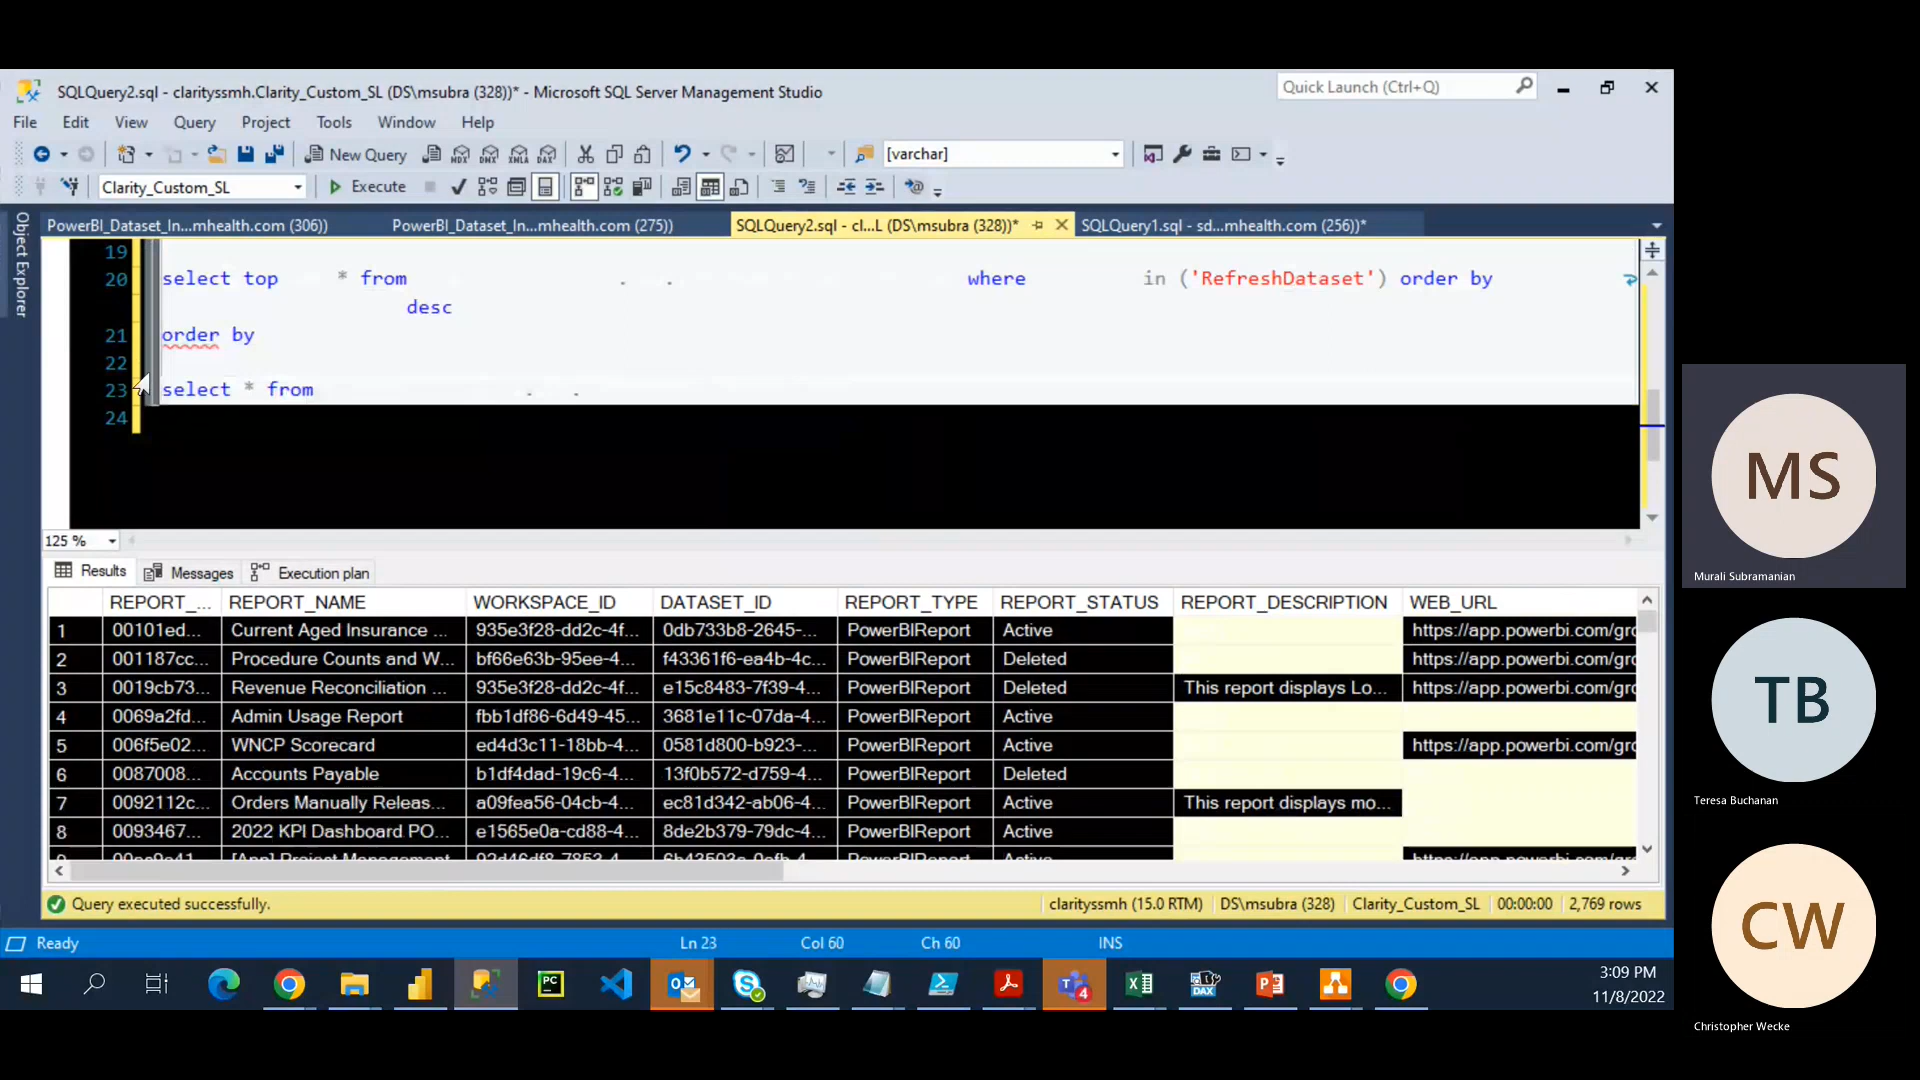 SQLQuery2.sql - clarityssmh.Clarity_Custom_SL (DS\msubra (328))* - Microsoft SQL Server Management Studio
Quick Launch (Ctrl+Q)
File Edit View Query Project Tools Window Help
New Query [varchar]
Clarity_Custom_SL Execute
PowerBI_Dataset_In...mhealth.com (306)) PowerBI_Dataset_In...mhealth.com (275)) SQLQuery2.sql - cl...L (DS\msubra (328))* SQLQuery1.sql - sd...mhealth.com (256))*
Object Explorer
19
20 select top * from . . where in ('RefreshDataset') order by
desc
21 order by
22
23 select * from . .
24
125 %
Results Messages Execution plan
REPORT_... REPORT_NAME WORKSPACE_ID DATASET_ID REPORT_TYPE REPORT_STATUS REPORT_DESCRIPTION WEB_URL
1 00101ed... Current Aged Insurance ... 935e3f28-dd2c-4f... 0db733b8-2645-... PowerBIReport Active https://app.powerbi.com/gro
2 001187cc... Procedure Counts and W... bf66e63b-95ee-4... f43361f6-ea4b-4c... PowerBIReport Deleted https://app.powerbi.com/gro
3 0019cb73... Revenue Reconciliation ... 935e3f28-dd2c-4f... e15c8483-7f39-4... PowerBIReport Deleted This report displays Lo... https://app.powerbi.com/gro
4 0069a2fd... Admin Usage Report fbb1df86-6d49-45... 3681e11c-07da-4... PowerBIReport Active
5 006f5e02... WNCP Scorecard ed4d3c11-18bb-4... 0581d800-b923-... PowerBIReport Active https://app.powerbi.com/gro
6 0087008... Accounts Payable b1df4dad-19c6-4... 13f0b572-d759-4... PowerBIReport Deleted
7 0092112c... Orders Manually Releas... a09fea56-04cb-4... ec81d342-ab06-4... PowerBIReport Active This report displays mo...
8 0093467... 2022 KPI Dashboard PO... e1565e0a-cd88-4... 8de2b379-79dc-4... PowerBIReport Active
Query executed successfully. clarityssmh (15.0 RTM) DS\msubra (328) Clarity_Custom_SL 00:00:00 2,769 rows
Ready Ln 23 Col 60 Ch 60 INS
3:09 PM
11/8/2022
MS
Murali Subramanian
TB
Teresa Buchanan
CW
Christopher Wecke